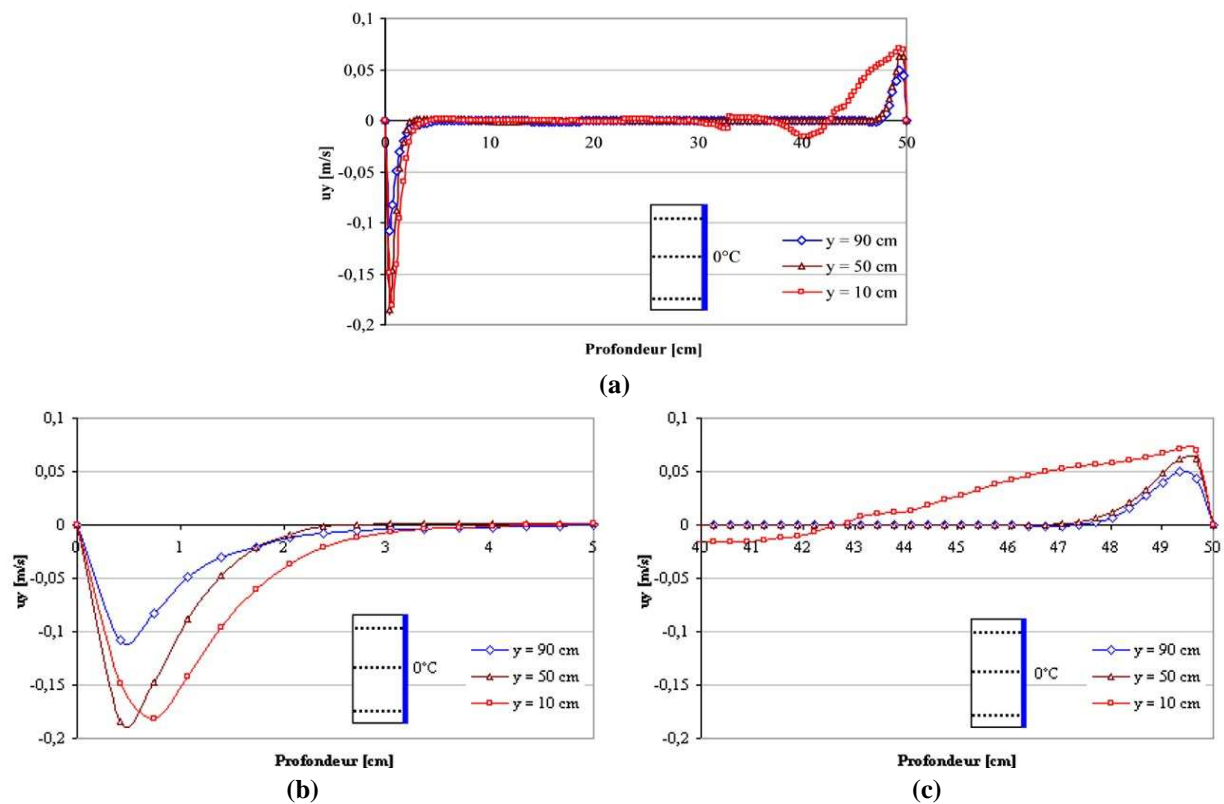 0,1
0,05
0
-0,05
-0,1
-0,15
-0,2
uy [m/s]
0 10 20 30 40 50
0°C
y = 90 cm
y = 50 cm
y = 10 cm
Profondeur [cm]
(a)
0,1
0,05
0
-0,05
-0,1
-0,15
-0,2
uy [m/s]
0 1 2 3 4 5
0°C
y = 90 cm
y = 50 cm
y = 10 cm
Profondeur [cm]
(b)
0,1
0,05
0
-0,05
-0,1
-0,15
-0,2
uy [m/s]
40 41 42 43 44 45 46 47 48 49 50
0°C
y = 90 cm
y = 50 cm
y = 10 cm
Profondeur [cm]
(c)